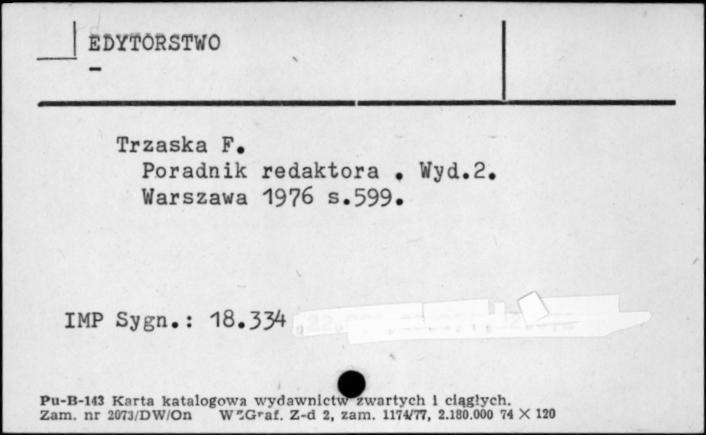 EDYTORSTWO
Trzaska F.
Poradnik redaktora . Wyd.2.
Warszawa 1976 s.599.
IMP Sygn.: 18.334
Pu-B-143 Karta katalogowa wydawnictw zwartych i ciągłych.
Zam. nr 2073/DW/On WZGraf. Z-d 2, zam. 1174/77, 2.180.000 74 X 120